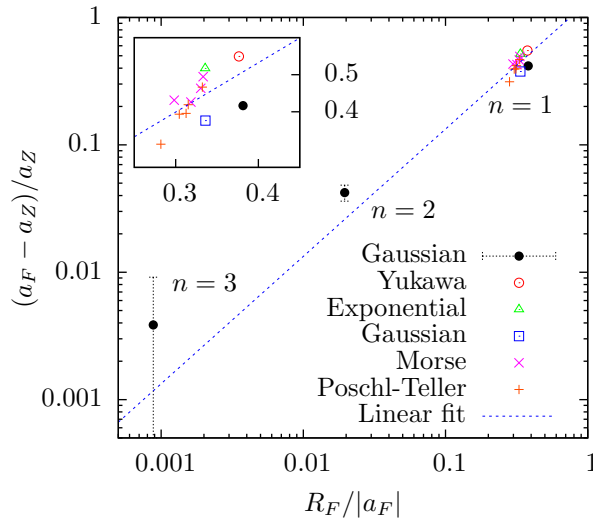 1
0.1
0.01
0.001
(a_F − a_Z)/a_Z
0.5
0.4
0.3 0.4
n = 1
n = 2
n = 3
Gaussian
Yukawa
Exponential
Gaussian
Morse
Poschl-Teller
Linear fit
0.001 0.01 0.1 1
R_F/|a_F|